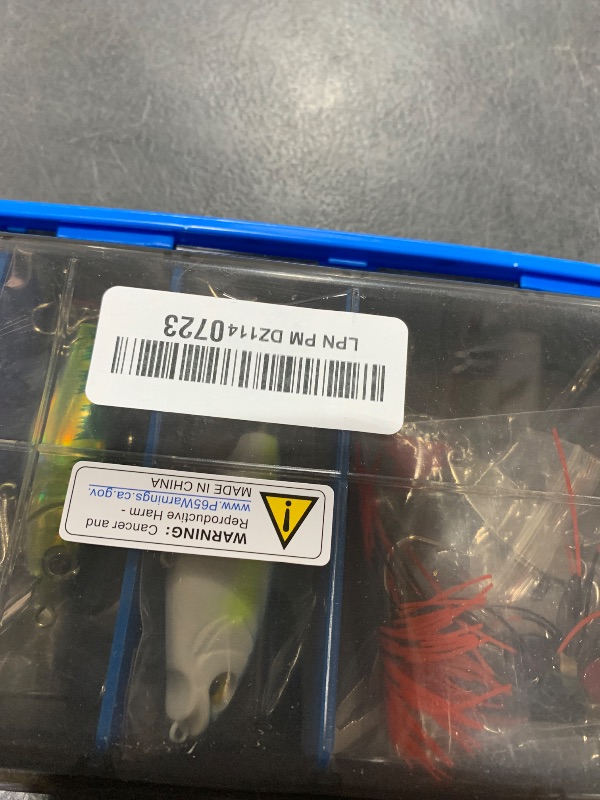 WARNING: Cancer and
Reproductive Harm -
www.P65Warnings.ca.gov.
MADE IN CHINA
LPN PM DZ1140723